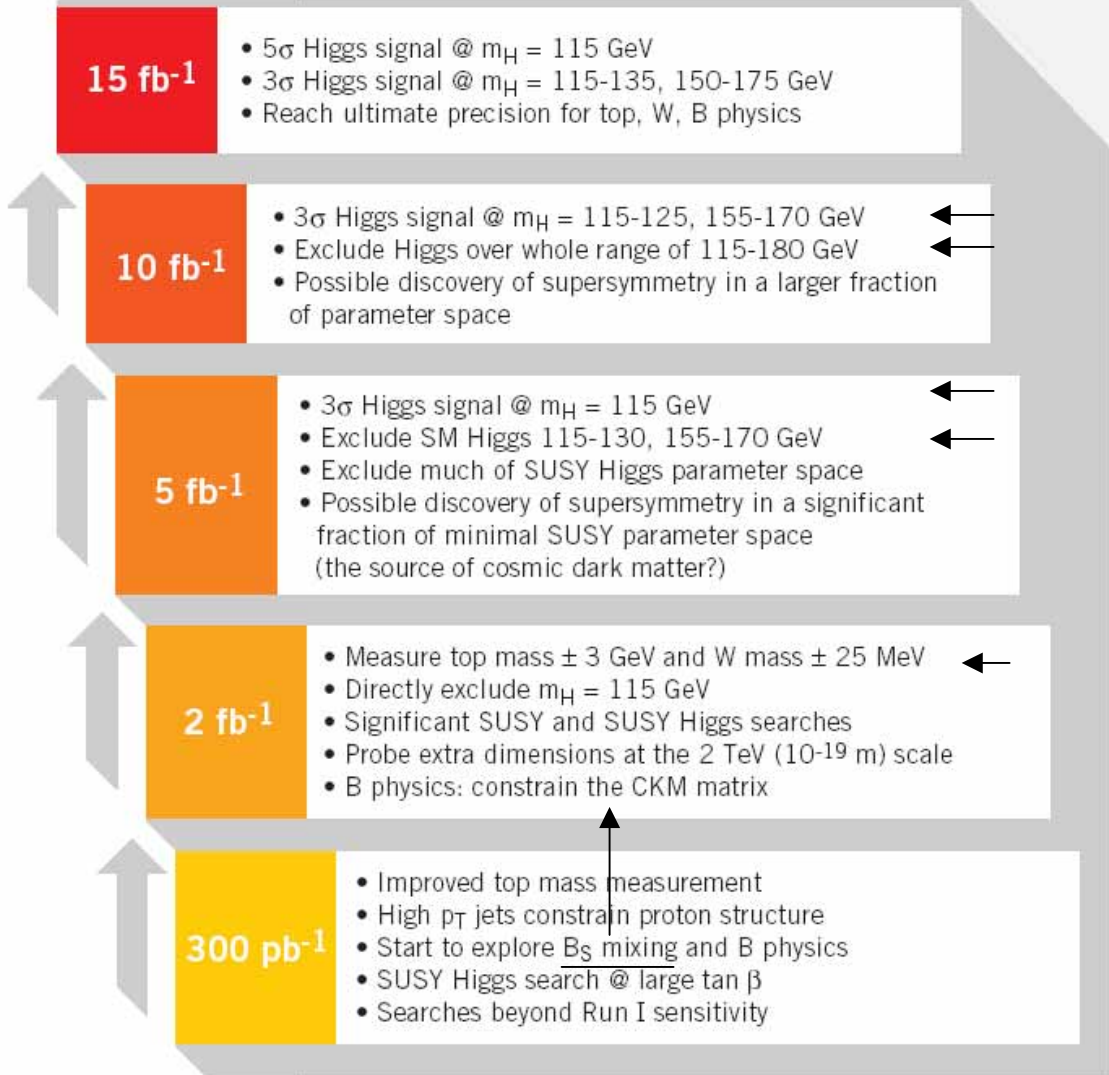 15 fb-1
• 5σ Higgs signal @ mH = 115 GeV
• 3σ Higgs signal @ mH = 115-135, 150-175 GeV
• Reach ultimate precision for top, W, B physics
10 fb-1
• 3σ Higgs signal @ mH = 115-125, 155-170 GeV
• Exclude Higgs over whole range of 115-180 GeV
• Possible discovery of supersymmetry in a larger fraction
of parameter space
5 fb-1
• 3σ Higgs signal @ mH = 115 GeV
• Exclude SM Higgs 115-130, 155-170 GeV
• Exclude much of SUSY Higgs parameter space
• Possible discovery of supersymmetry in a significant
fraction of minimal SUSY parameter space
(the source of cosmic dark matter?)
2 fb-1
• Measure top mass ± 3 GeV and W mass ± 25 MeV
• Directly exclude mH = 115 GeV
• Significant SUSY and SUSY Higgs searches
• Probe extra dimensions at the 2 TeV (10-19 m) scale
• B physics: constrain the CKM matrix
300 pb-1
• Improved top mass measurement
• High pT jets constrain proton structure
• Start to explore BS mixing and B physics
• SUSY Higgs search @ large tan β
• Searches beyond Run I sensitivity